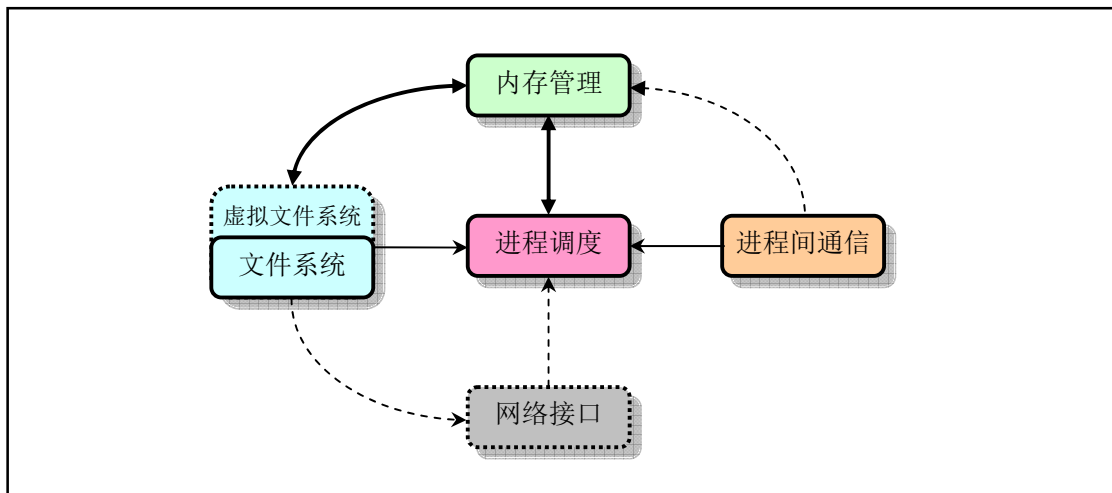 内存管理
虚拟文件系统
文件系统
进程调度
进程间通信
网络接口